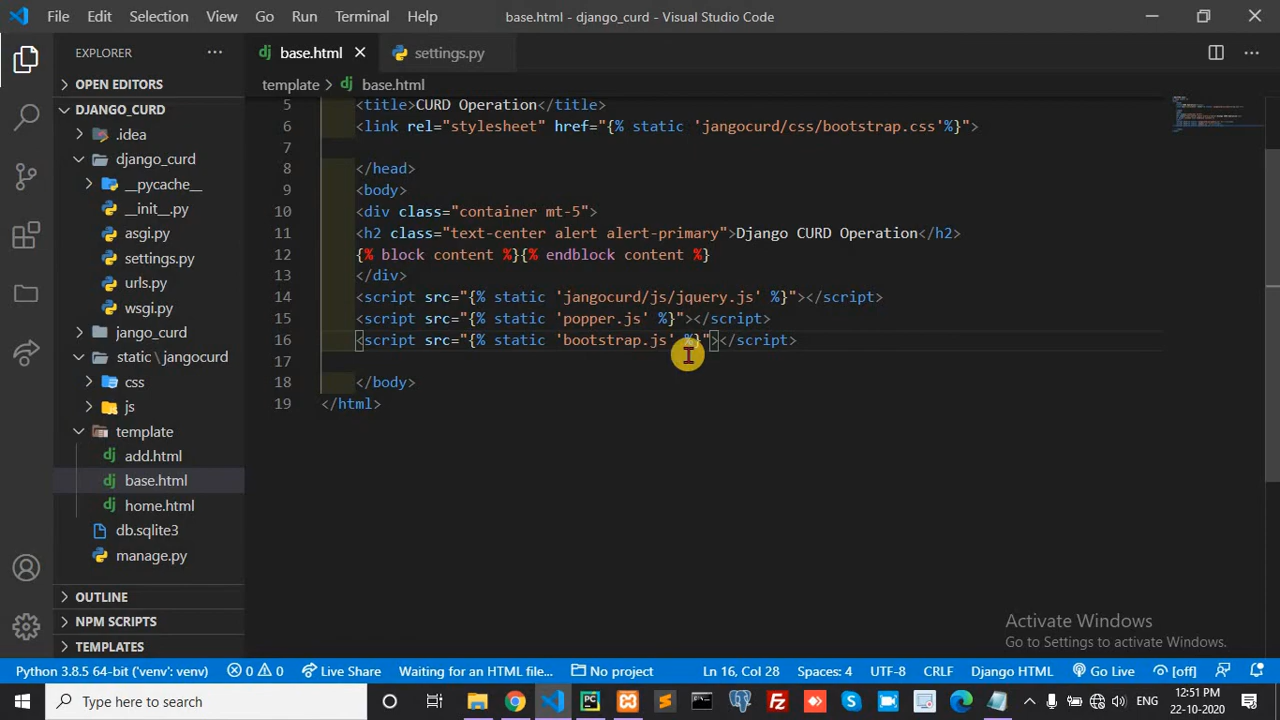 File Edit Selection View Go Run Terminal Help base.html - django_curd - Visual Studio Code
EXPLORER ...
base.html settings.py
template > base.html
OPEN EDITORS
DJANGO_CURD
.idea
django_curd
__pycache__
__init__.py
asgi.py
settings.py
urls.py
wsgi.py
jango_curd
static \ jangocurd
css
js
template
add.html
base.html
home.html
db.sqlite3
manage.py
OUTLINE
NPM SCRIPTS
TEMPLATES
5 <title>CURD Operation</title>
6 <link rel="stylesheet" href="{% static 'jangocurd/css/bootstrap.css'%}">
7
8 </head>
9 <body>
10 <div class="container mt-5">
11 <h2 class="text-center alert alert-primary">Django CURD Operation</h2>
12 {% block content %}{% endblock content %}
13 </div>
14 <script src="{% static 'jangocurd/js/jquery.js' %}"></script>
15 <script src="{% static 'popper.js' %}"></script>
16 <script src="{% static 'bootstrap.js' %}"></script>
17
18 </body>
19 </html>
Activate Windows
Go to Settings to activate Windows.
Python 3.8.5 64-bit ('venv': venv) 0 0 Live Share Waiting for an HTML file... No project Ln 16, Col 28 Spaces: 4 UTF-8 CRLF Django HTML Go Live [off]
Type here to search
ENG
12:51 PM
22-10-2020